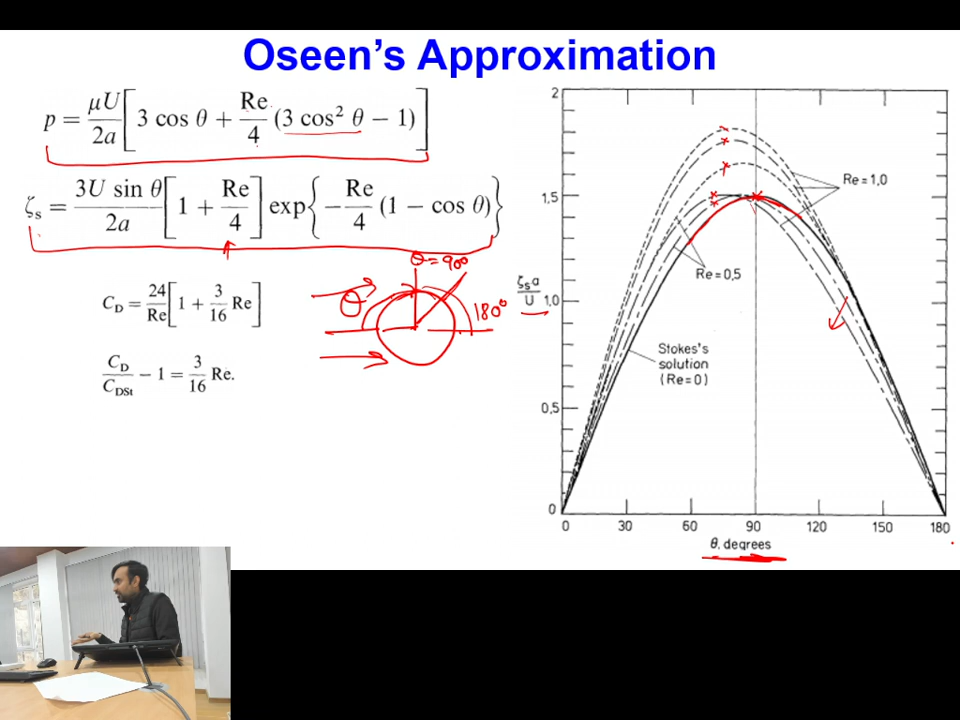 Oseen's Approximation
p = μU/2a [3 cos θ + Re/4 (3 cos² θ − 1)]
ζs = 3U sin θ/2a [1 + Re/4] exp{− Re/4 (1 − cos θ)}
CD = 24/Re [1 + 3/16 Re]
CD/CDSt − 1 = 3/16 Re.
θ = 90°
θ
180°
2
1,5
ζsa/U 1,0
0,5
0
Re = 1,0
Re = 0,5
Stokes's
solution
(Re = 0)
0 30 60 90 120 150 180
θ, degrees